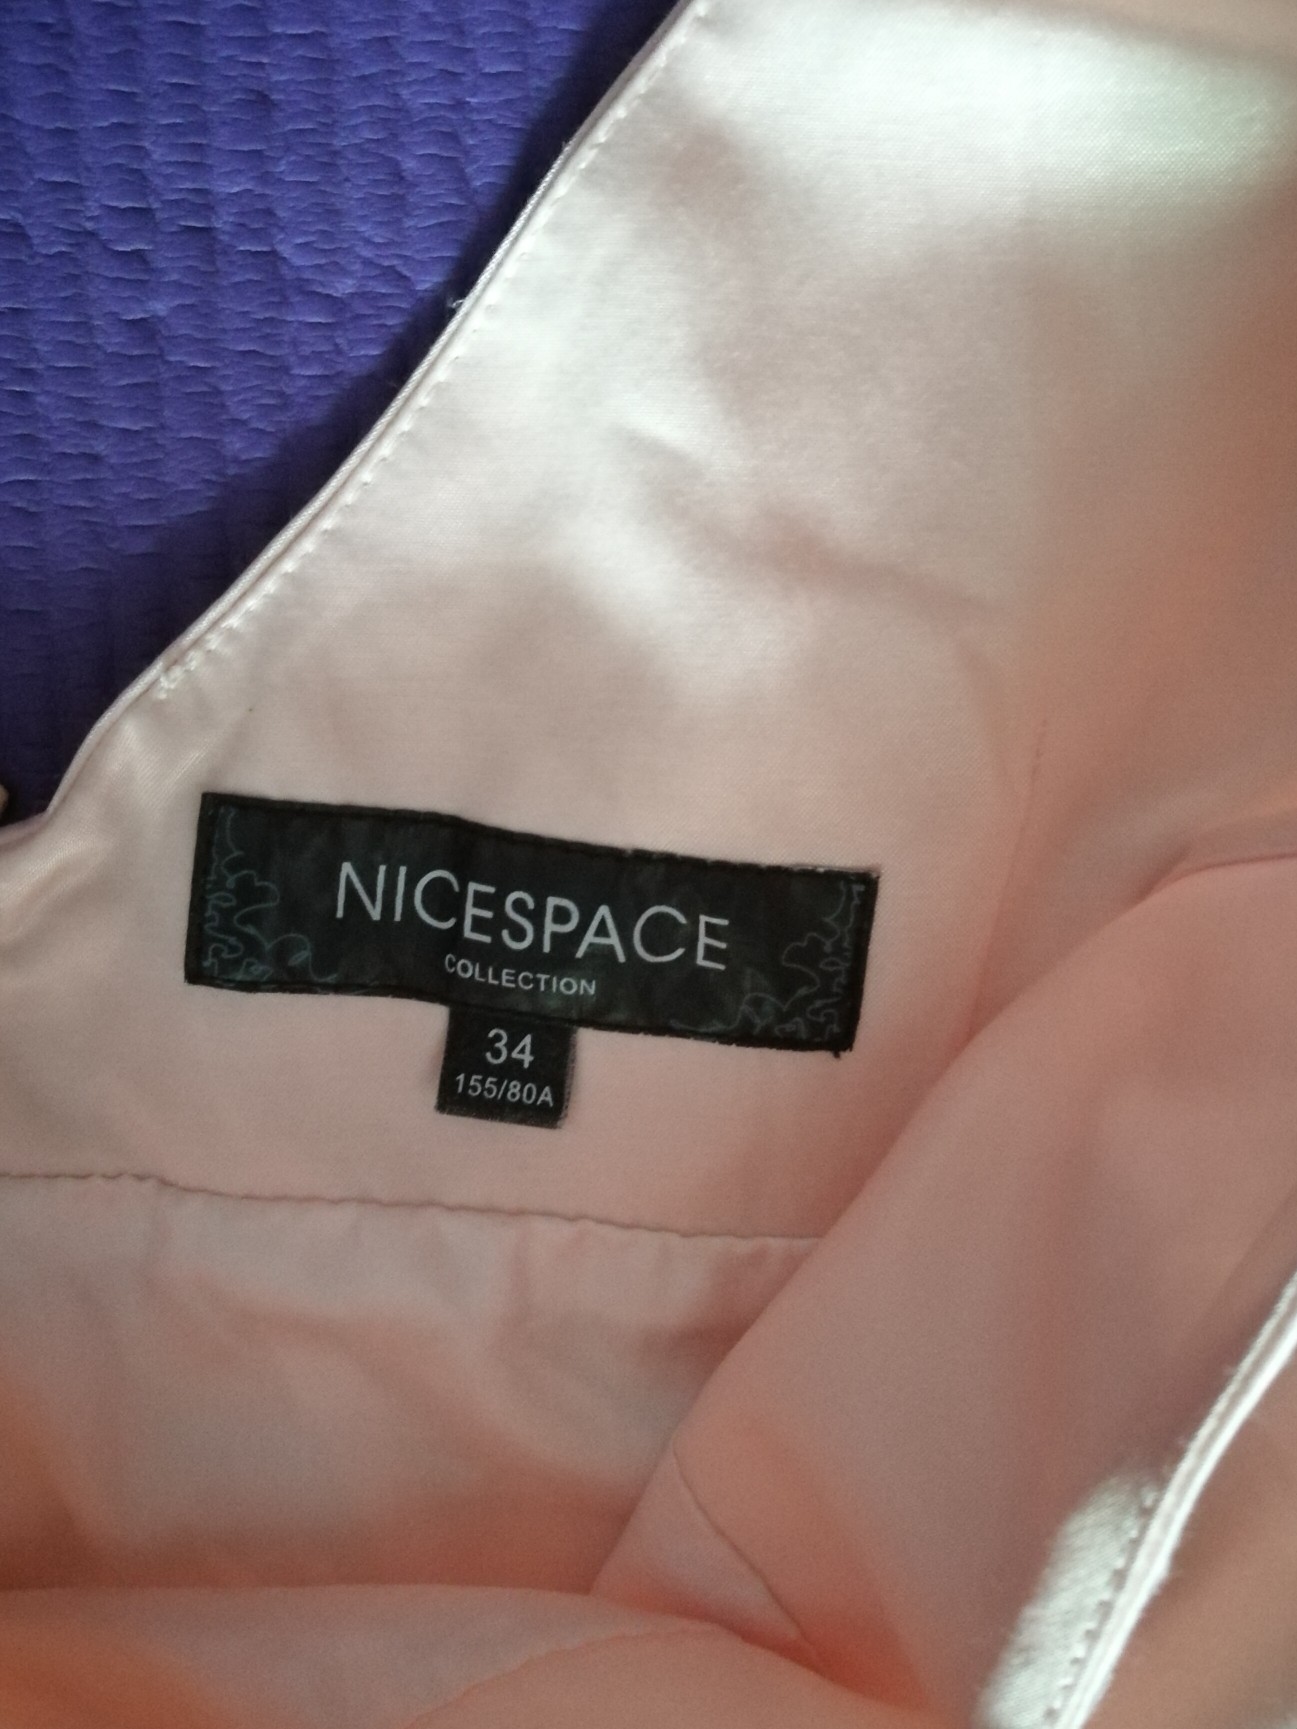 NICESPACE
COLLECTION
34
155/80A